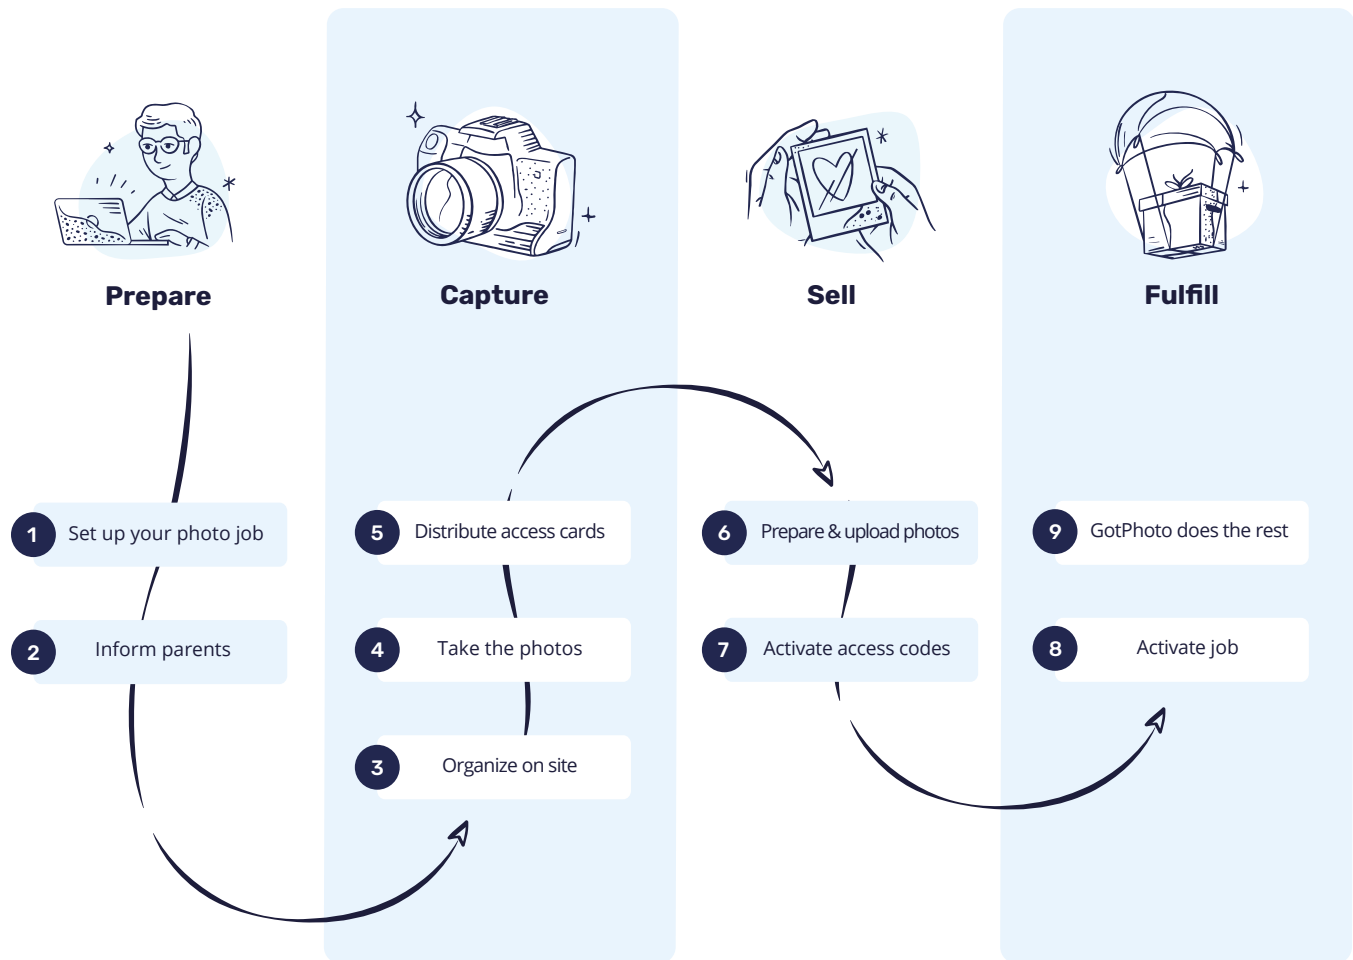 Prepare
Capture
Sell
Fulfill
1 Set up your photo job
2 Inform parents
5 Distribute access cards
4 Take the photos
3 Organize on site
6 Prepare & upload photos
7 Activate access codes
9 GotPhoto does the rest
8 Activate job